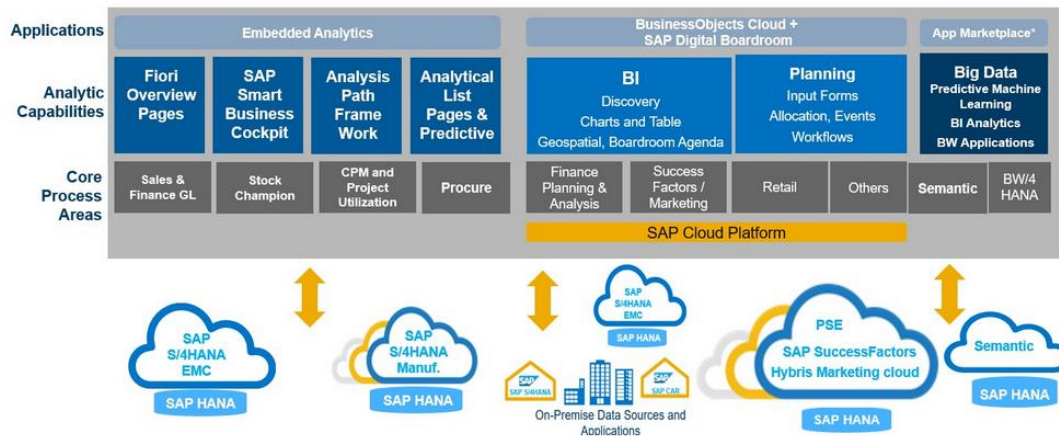 Applications
Embedded Analytics
BusinessObjects Cloud +
SAP Digital Boardroom
App Marketplace*
Analytic
Capabilities
Fiori
Overview
Pages
SAP
Smart
Business
Cockpit
Analysis
Path
Frame
Work
Analytical
List
Pages &
Predictive
BI
Discovery
Charts and Table
Geospatial, Boardroom Agenda
Planning
Input Forms
Allocation, Events
Workflows
Big Data
Predictive Machine
Learning
BI Analytics
BW Applications
Core
Process
Areas
Sales &
Finance GL
Stock
Champion
CPM and
Project
Utilization
Procure
Finance
Planning &
Analysis
Success
Factors /
Marketing
Retail
Others
Semantic
BW/4
HANA
SAP Cloud Platform
SAP
S/4HANA
EMC
SAP HANA
SAP
S/4HANA
Manuf.
SAP HANA
SAP
S/4HANA
EMC
SAP HANA
SAP
SAP S/4HANA
SAP
SAP CAR
On-Premise Data Sources and
Applications
PSE
SAP SuccessFactors
Hybris Marketing cloud
SAP HANA
Semantic
SAP HANA